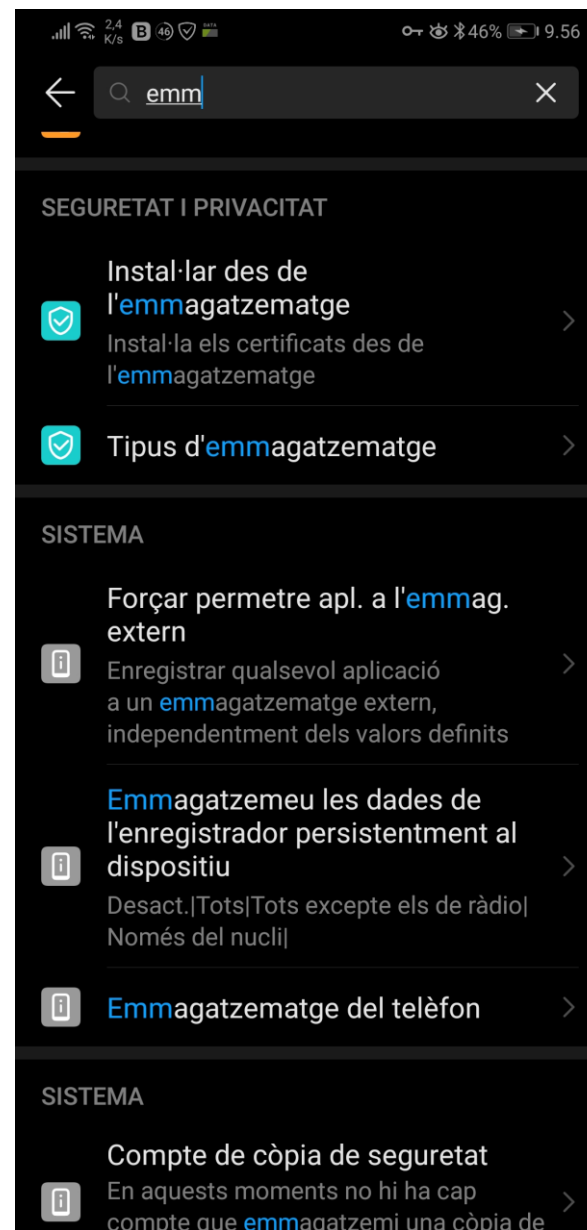 2,4
K/s B 46 DATA 46% 9.56
emm
SEGURETAT I PRIVACITAT
Instal·lar des de
l'emmagatzematge
Instal·la els certificats des de
l'emmagatzematge
Tipus d'emmagatzematge
SISTEMA
Forçar permetre apl. a l'emmag.
extern
Enregistrar qualsevol aplicació
a un emmagatzematge extern,
independentment dels valors definits
Emmagatzemeu les dades de
l'enregistrador persistentment al
dispositiu
Desact.|Tots|Tots excepte els de ràdio|
Només del nucli|
Emmagatzematge del telèfon
SISTEMA
Compte de còpia de seguretat
En aquests moments no hi ha cap
compte que emmagatzemi una còpia de